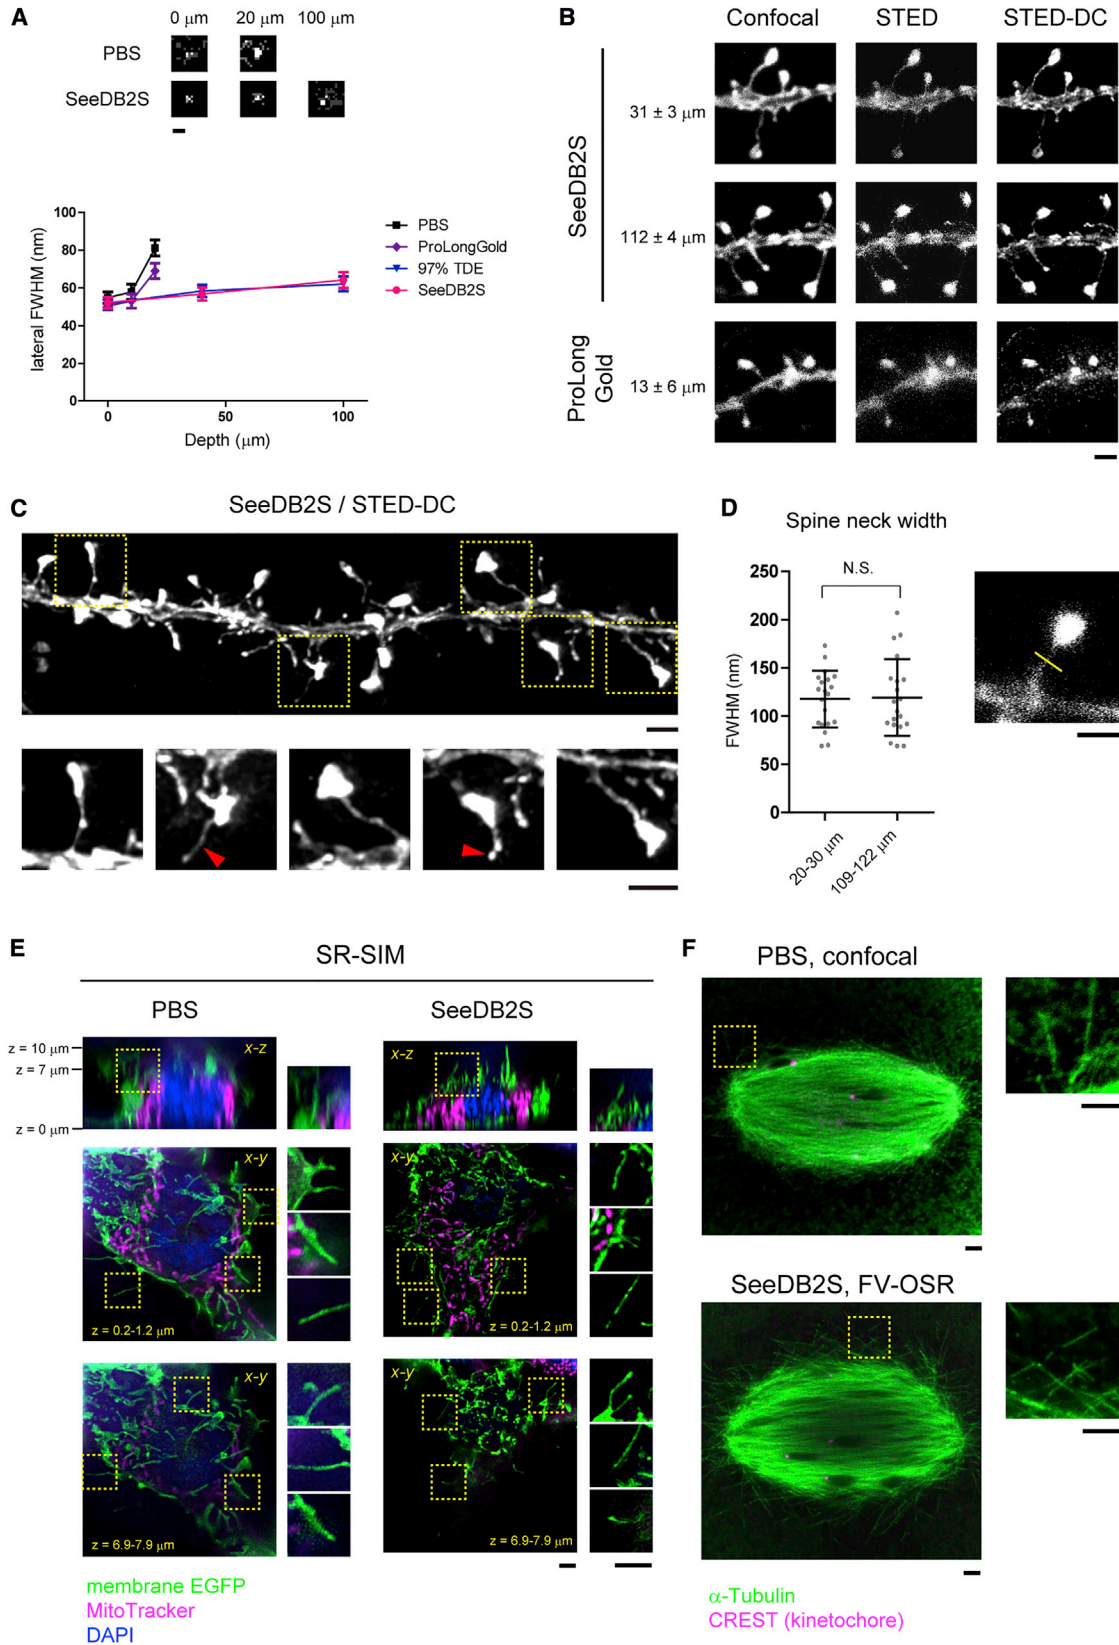 A
0 μm 20 μm 100 μm
PBS
SeeDB2S
lateral FWHM (nm)
100
80
60
40
20
0
0 50 100
Depth (μm)
PBS
ProLongGold
97% TDE
SeeDB2S
B
Confocal STED STED-DC
SeeDB2S
31 ± 3 μm
112 ± 4 μm
ProLong
Gold
13 ± 6 μm
C
SeeDB2S / STED-DC
D
Spine neck width
N.S.
FWHM (nm)
250
200
150
100
50
0
20-30 μm
109-122 μm
E
SR-SIM
PBS SeeDB2S
z = 10 μm
z = 7 μm
z = 0 μm
x-z
x-z
x-y
z = 0.2-1.2 μm
x-y
z = 0.2-1.2 μm
x-y
z = 6.9-7.9 μm
x-y
z = 6.9-7.9 μm
membrane EGFP
MitoTracker
DAPI
F
PBS, confocal
SeeDB2S, FV-OSR
α-Tubulin
CREST (kinetochore)